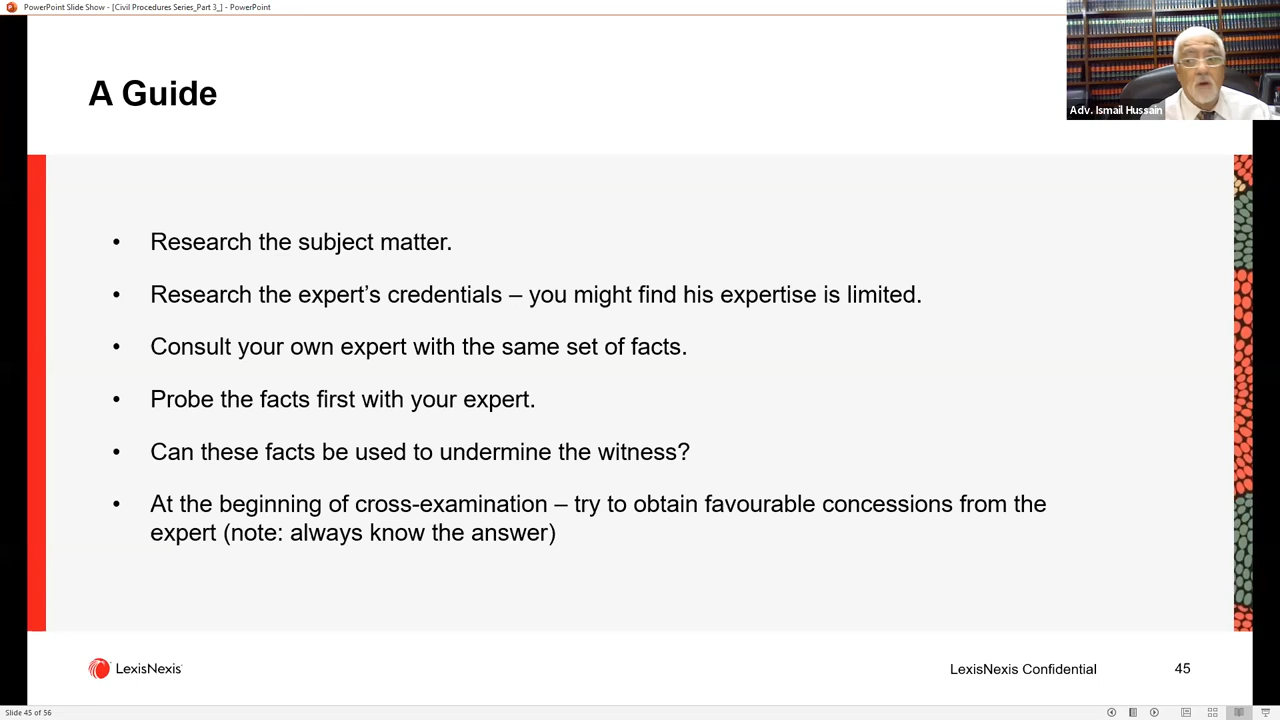 PowerPoint Slide Show - [Civil Procedures Series_Part 3_] - PowerPoint
Adv. Ismail Hussain
A Guide
• Research the subject matter.
• Research the expert’s credentials – you might find his expertise is limited.
• Consult your own expert with the same set of facts.
• Probe the facts first with your expert.
• Can these facts be used to undermine the witness?
• At the beginning of cross-examination – try to obtain favourable concessions from the
expert (note: always know the answer)
LexisNexis
LexisNexis Confidential
45
Slide 45 of 56